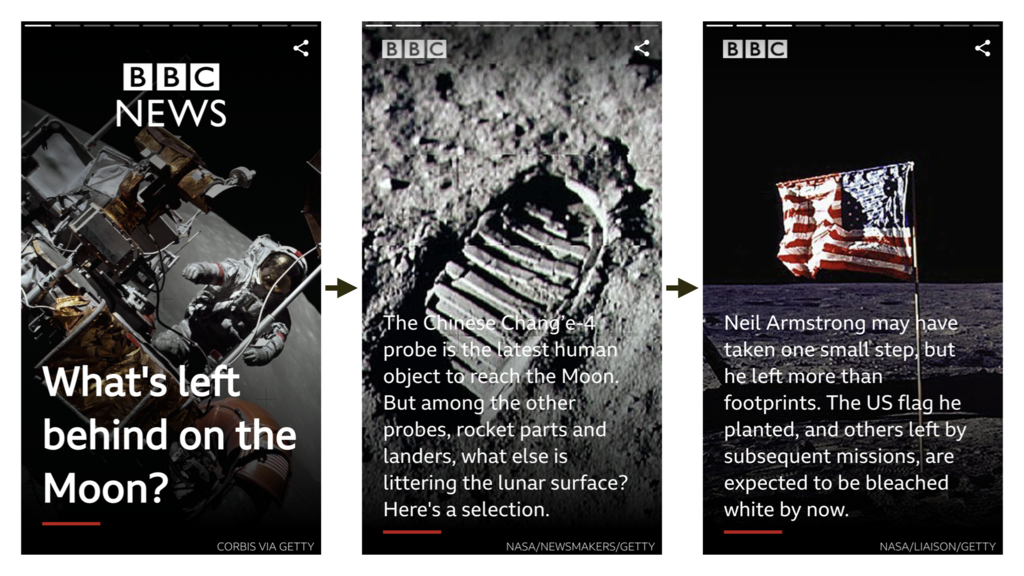 BBC
NEWS
What's left
behind on the
Moon?
CORBIS VIA GETTY
BBC
The Chinese Chang'e-4
probe is the latest human
object to reach the Moon.
But among the other
probes, rocket parts and
landers, what else is
littering the lunar surface?
Here's a selection.
NASA/NEWSMAKERS/GETTY
BBC
Neil Armstrong may have
taken one small step, but
he left more than
footprints. The US flag he
planted, and others left by
subsequent missions, are
expected to be bleached
white by now.
NASA/LIAISON/GETTY